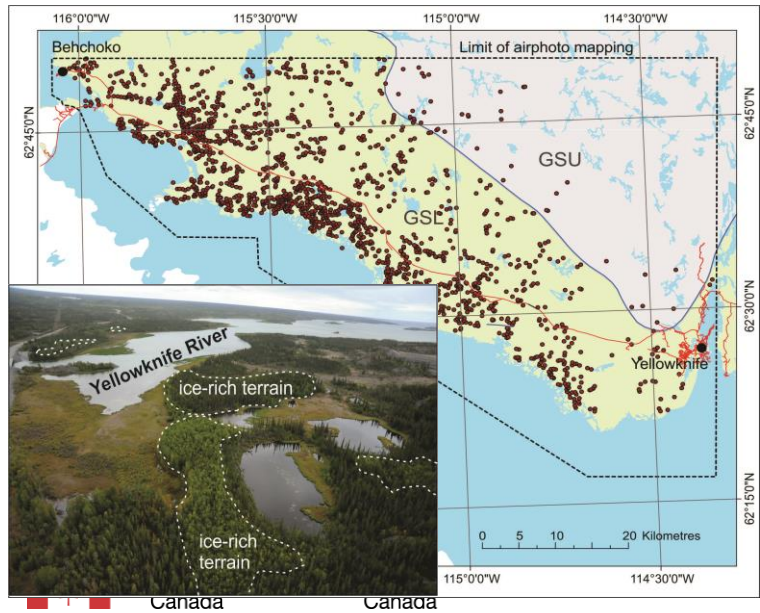 116°0'0"W
115°30'0"W
115°0'0"W
114°30'0"W
Behchoko
Limit of airphoto mapping
62°45'0"N
62°45'0"N
GSU
GSL
62°30'0"N
Yellowknife
Yellowknife River
ice-rich terrain
ice-rich
terrain
62°15'0"N
0 5 10 20 Kilometres
115°0'0"W
114°30'0"W
Canada Canada